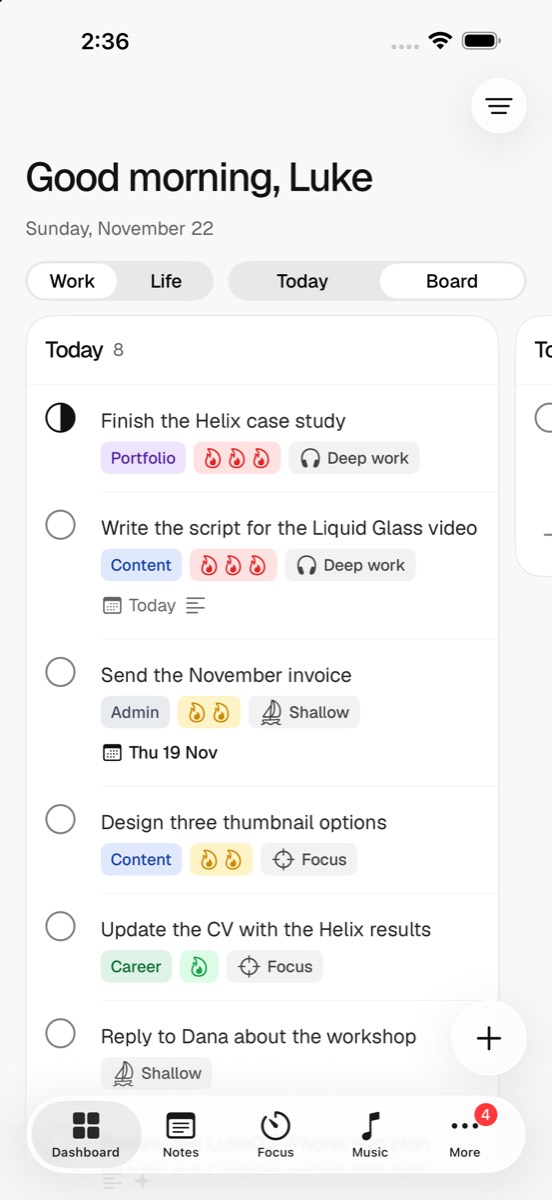 2:36
Good morning, Luke
Sunday, November 22
Work Life Today Board
Today 8
Finish the Helix case study
Portfolio Deep work
Write the script for the Liquid Glass video
Content Deep work
Today
Send the November invoice
Admin Shallow
Thu 19 Nov
Design three thumbnail options
Content Focus
Update the CV with the Helix results
Career Focus
Reply to Dana about the workshop
Shallow
4
Dashboard Notes Focus Music More